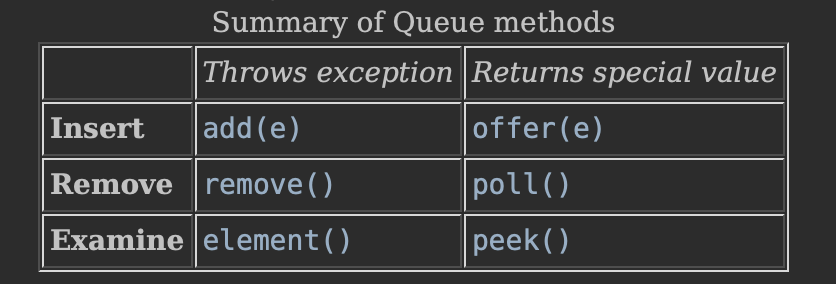 Summary of Queue methods
Throws exception Returns special value
Insert add(e) offer(e)
Remove remove() poll()
Examine element() peek()